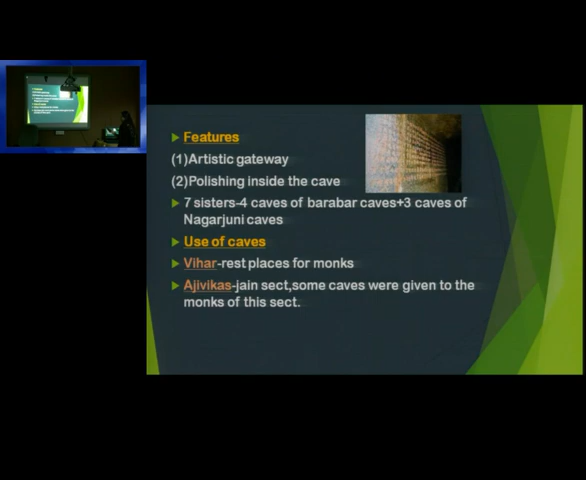 Features
(1)Artistic gateway
(2)Polishing inside the cave
7 sisters-4 caves of barabar caves+3 caves of
Nagarjuni caves
Use of caves
Vihar-rest places for monks
Ajivikas-jain sect,some caves were given to the
monks of this sect.